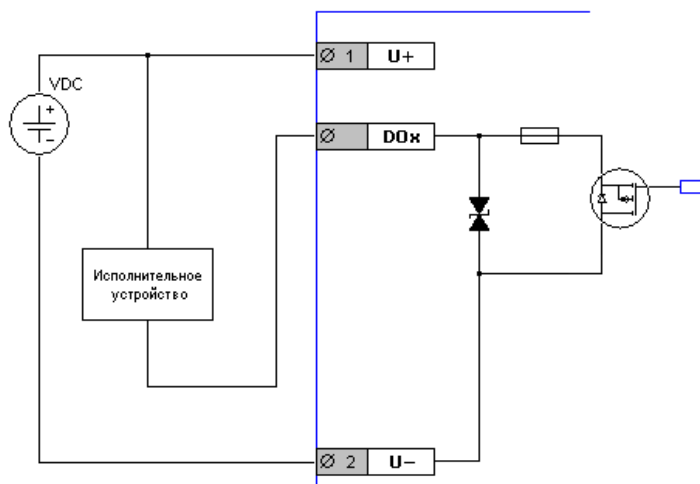 1 U+
VDC
+
-
DOx
Исполнительное
устройство
2 U-